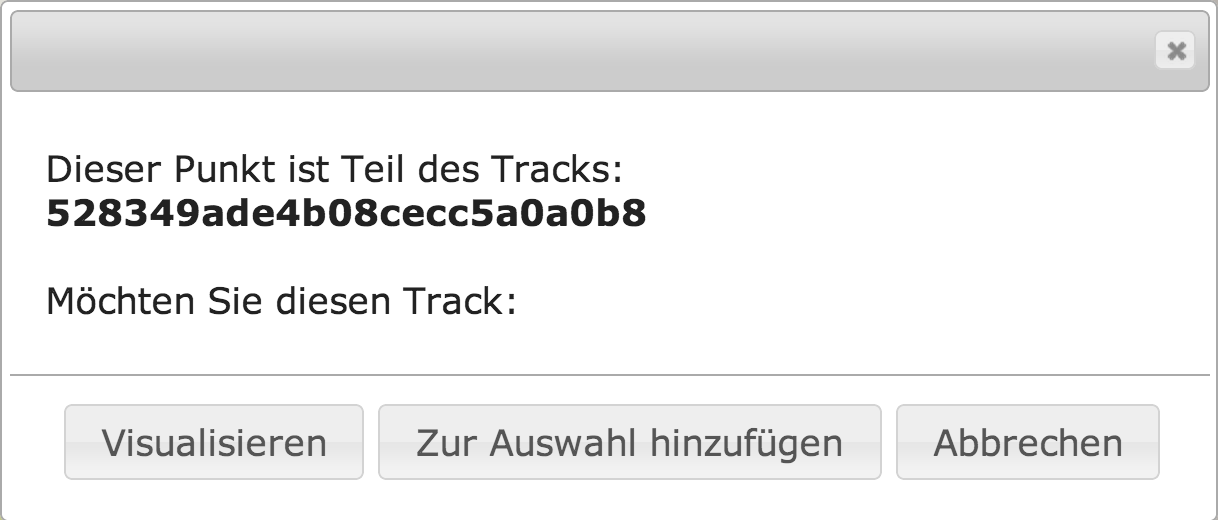 Dieser Punkt ist Teil des Tracks:
528349ade4b08cecc5a0a0b8
Möchten Sie diesen Track:
Visualisieren
Zur Auswahl hinzufügen
Abbrechen